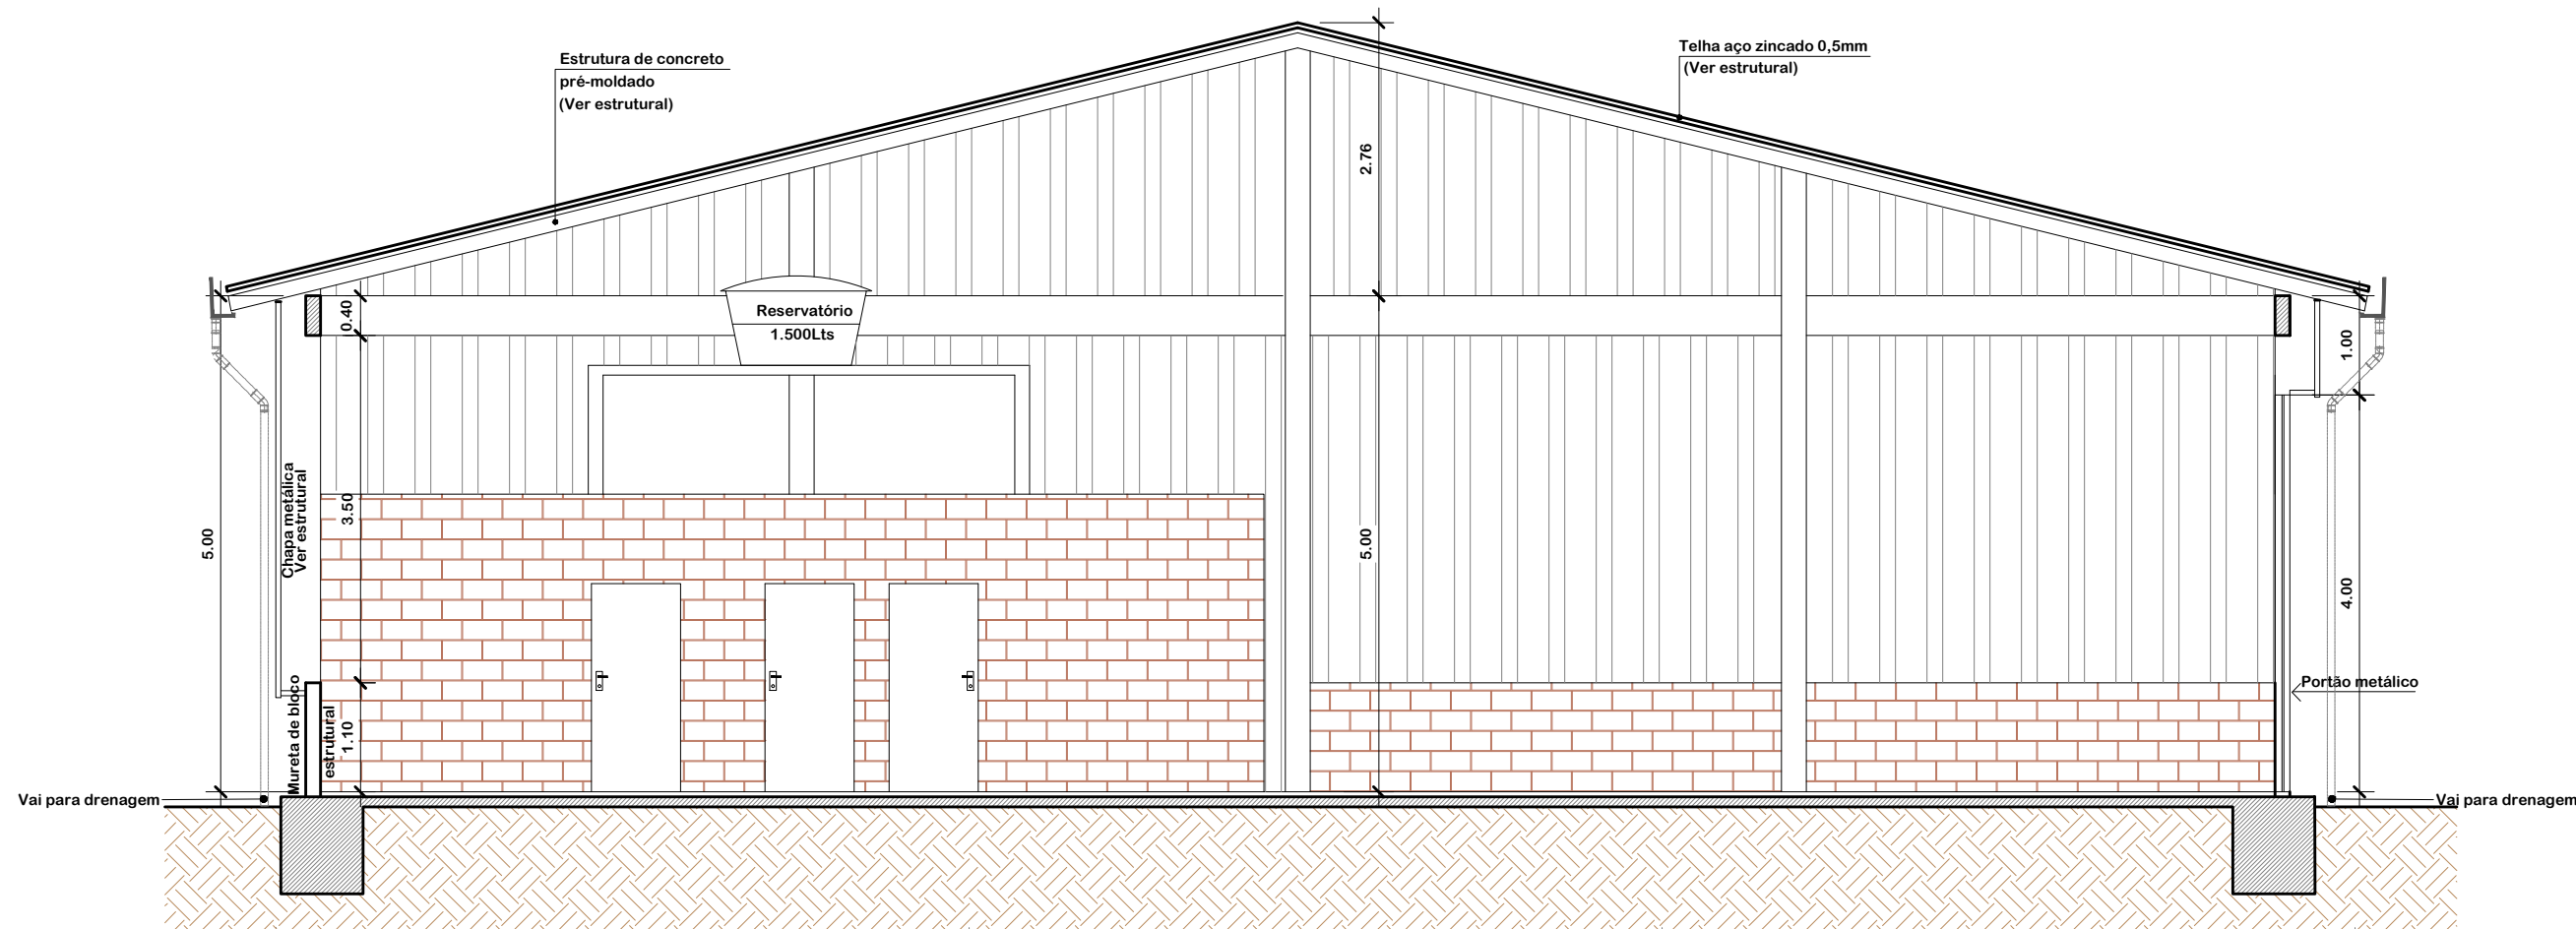 Estrutura de concreto
pré-moldado
(Ver estrutural)
Telha aço zincado 0,5mm
(Ver estrutural)
2.76
0.40
Reservatório
1.500Lts
1.00
Chapa metálica
Ver estrutural
3.50
5.00
5.00
4.00
Portão metálico
Mureta de bloco
estrutural
1.10
Vai para drenagem
Vai para drenagem